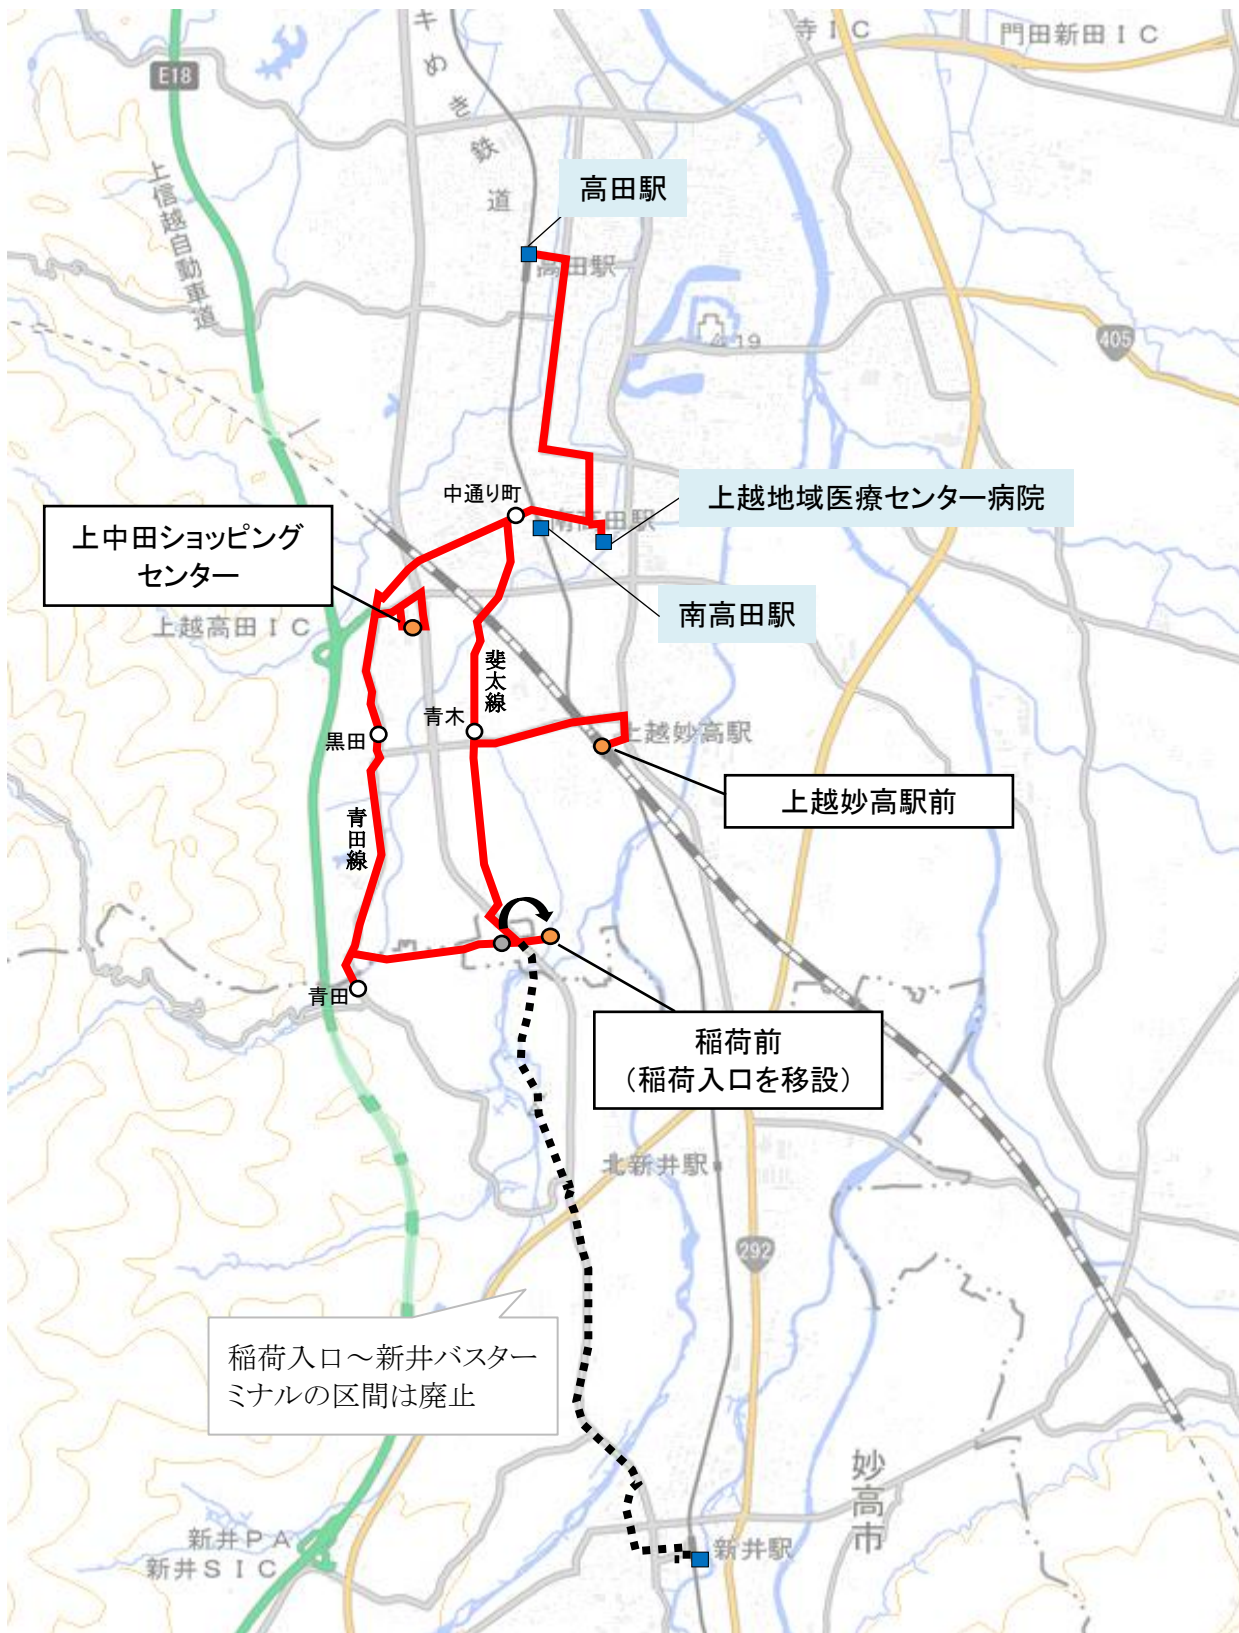 キ
め
き
鉄
道
寺IC
門田新田IC
E18
上信越自動車道
高田駅
高田駅
19
405
中通り町
上越地域医療センター病院
南高田駅
上中田ショッピング
センター
南高田駅
上越高田IC
斐太線
青木
黒田
上越妙高駅
上越妙高駅前
青田線
青田
稲荷前
(稲荷入口を移設)
北新井駅
292
稲荷入口~新井バスター
ミナルの区間は廃止
妙高市
新井PA
新井SIC
新井駅